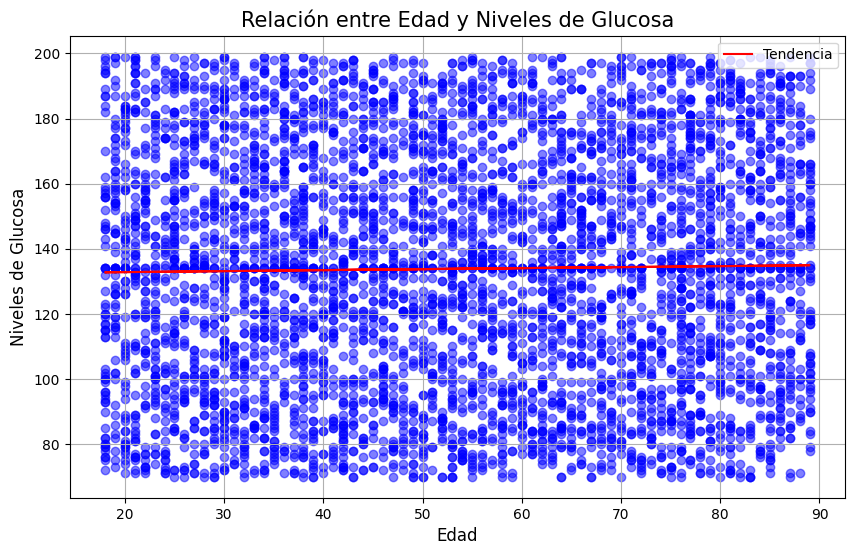 Relación entre Edad y Niveles de Glucosa
Tendencia
Niveles de Glucosa
200
180
160
140
120
100
80
20 30 40 50 60 70 80 90
Edad